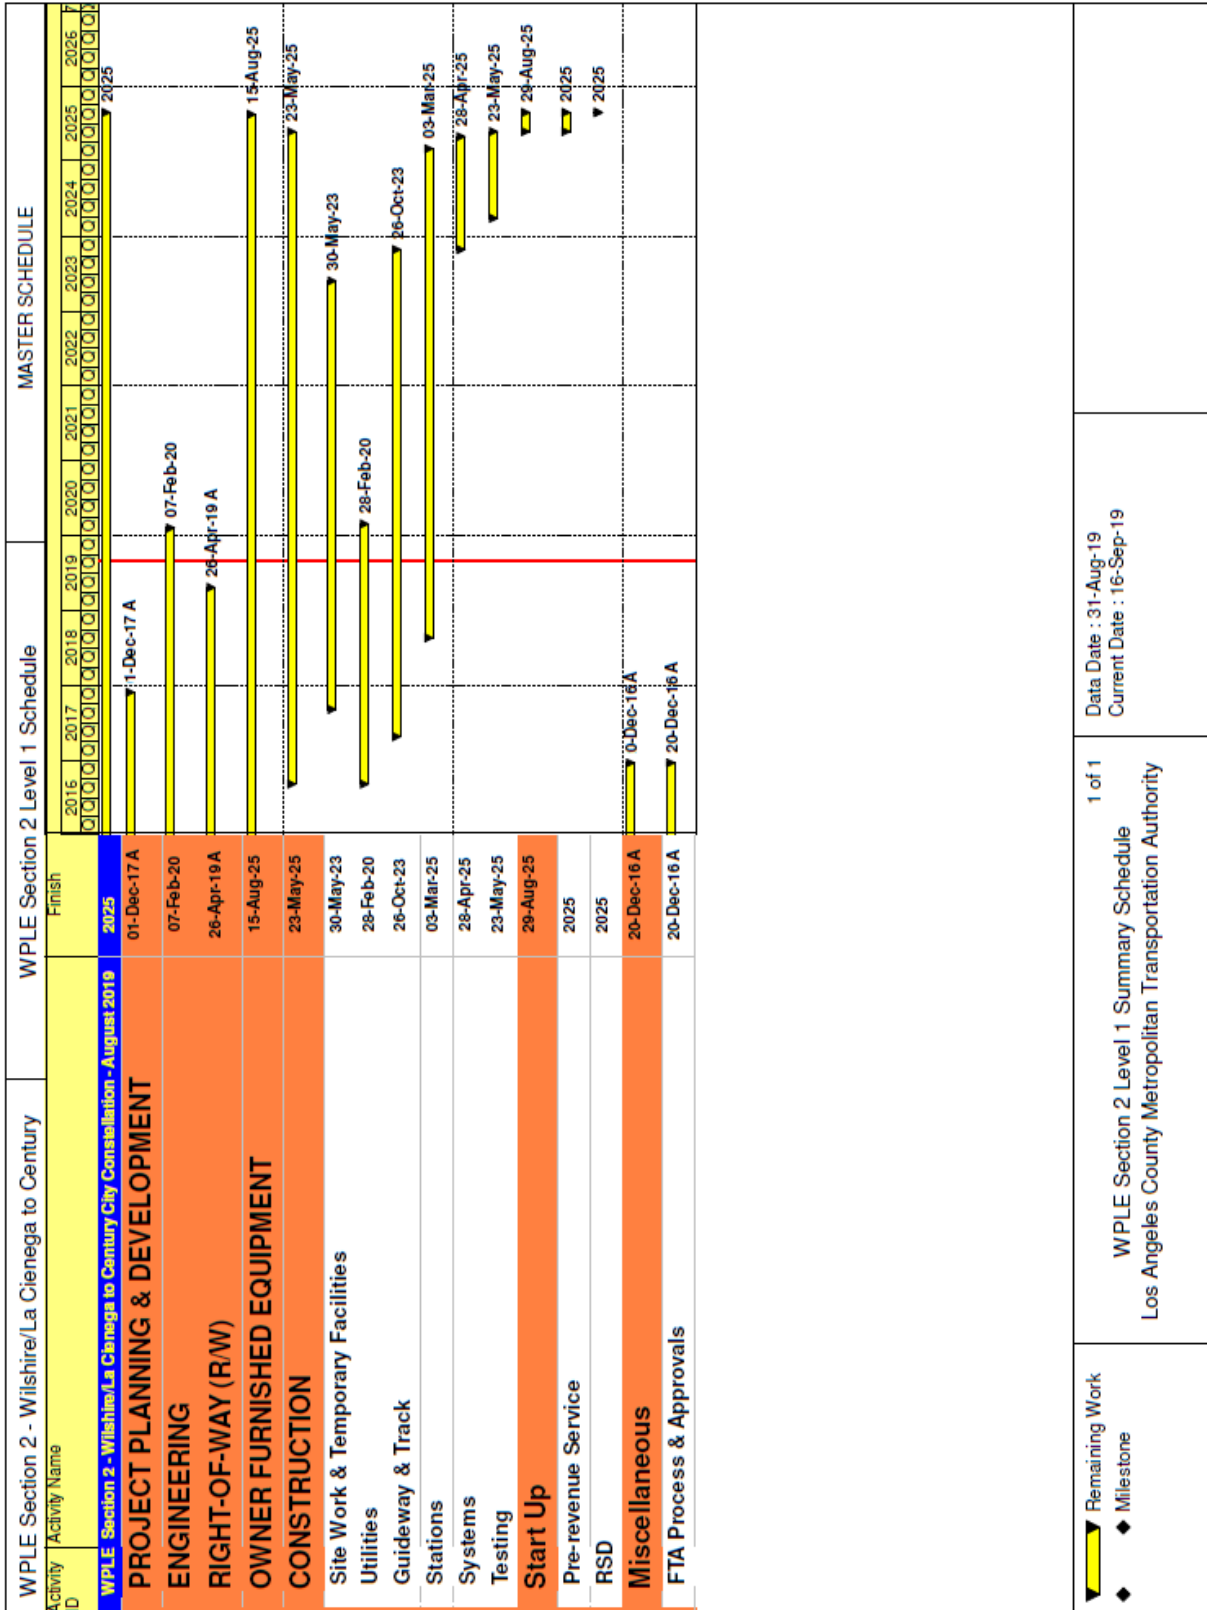 WPLE Section 2 - Wilshire/La Cienega to Century
WPLE Section 2 Level 1 Schedule
MASTER SCHEDULE
Activity ID
Activity Name
Finish
2016 2017 2018 2019 2020 2021 2022 2023 2024 2025 2026
Q Q Q Q Q Q Q Q Q Q Q Q Q Q Q Q Q Q Q Q Q Q Q Q Q Q Q Q Q Q Q Q Q Q Q Q Q Q Q Q Q Q Q Q
WPLE Section 2 - Wilshire/La Cienega to Century City Constellation - August 2019 2025 2025
PROJECT PLANNING & DEVELOPMENT 01-Dec-17 A 1-Dec-17 A
ENGINEERING 07-Feb-20 07-Feb-20
RIGHT-OF-WAY (R/W) 26-Apr-19 A 26-Apr-19 A
OWNER FURNISHED EQUIPMENT 15-Aug-25 15-Aug-25
CONSTRUCTION 23-May-25 23-May-25
Site Work & Temporary Facilities 30-May-23 30-May-23
Utilities 28-Feb-20 28-Feb-20
Guideway & Track 26-Oct-23 26-Oct-23
Stations 03-Mar-25 03-Mar-25
Systems 28-Apr-25 28-Apr-25
Testing 23-May-25 23-May-25
Start Up 29-Aug-25 29-Aug-25
Pre-revenue Service 2025 2025
RSD 2025 2025
Miscellaneous 20-Dec-16 A 0-Dec-16 A
FTA Process & Approvals 20-Dec-16 A 20-Dec-16 A
Remaining Work
Milestone
WPLE Section 2 Level 1 Summary Schedule
Los Angeles County Metropolitan Transportation Authority
1 of 1
Data Date : 31-Aug-19
Current Date : 16-Sep-19